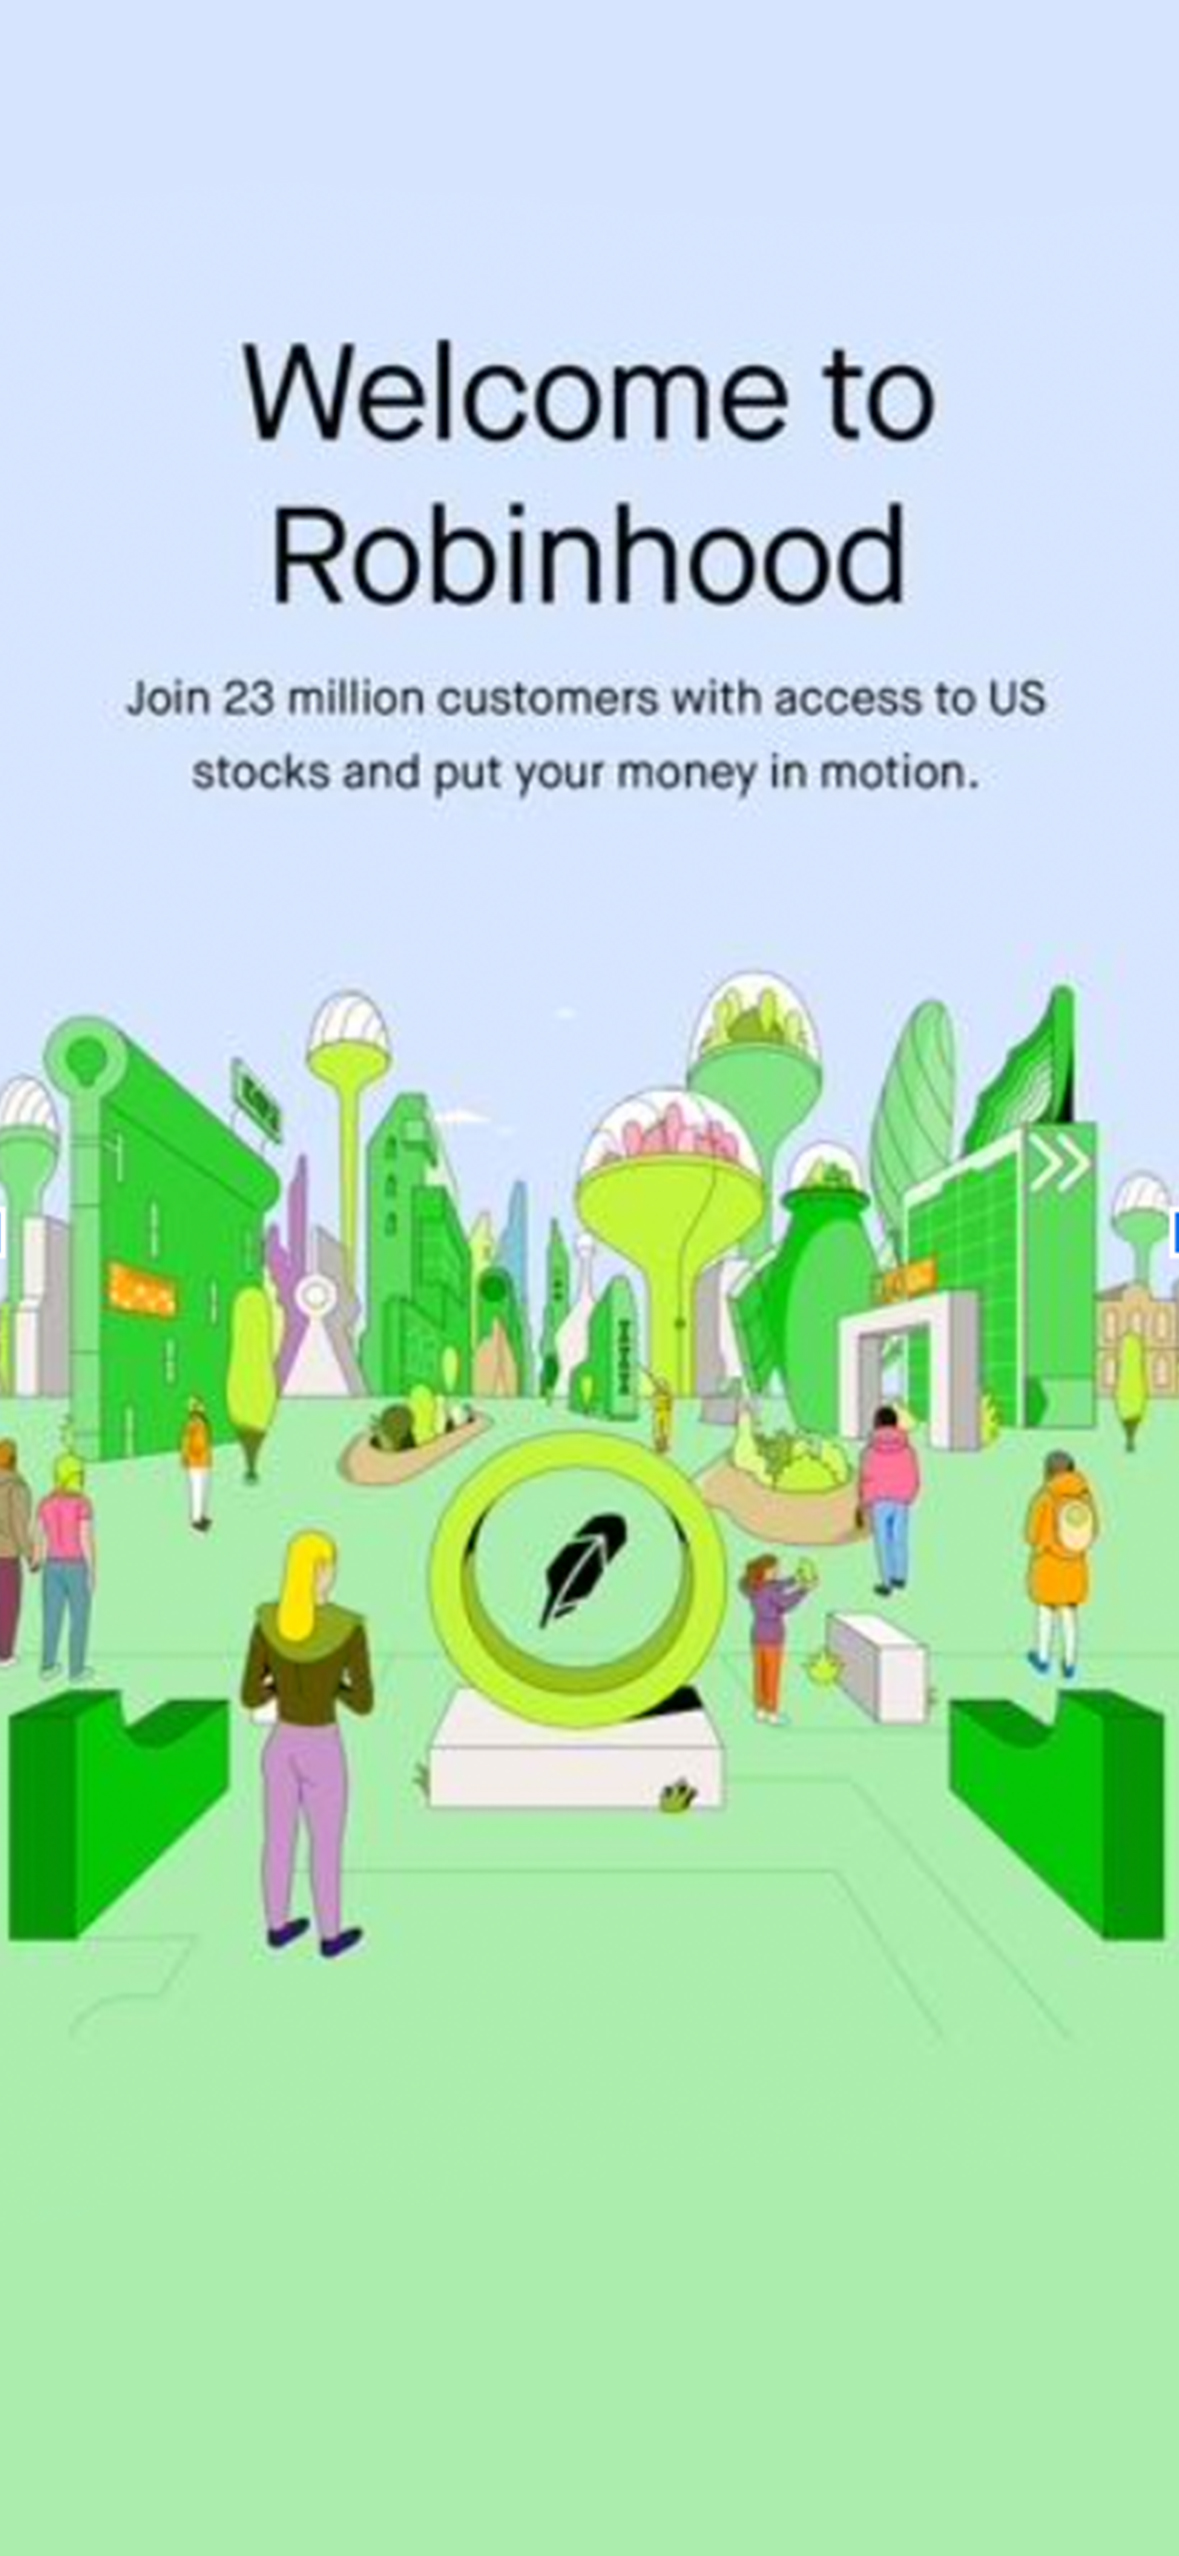 Welcome to
Robinhood
Join 23 million customers with access to US
stocks and put your money in motion.